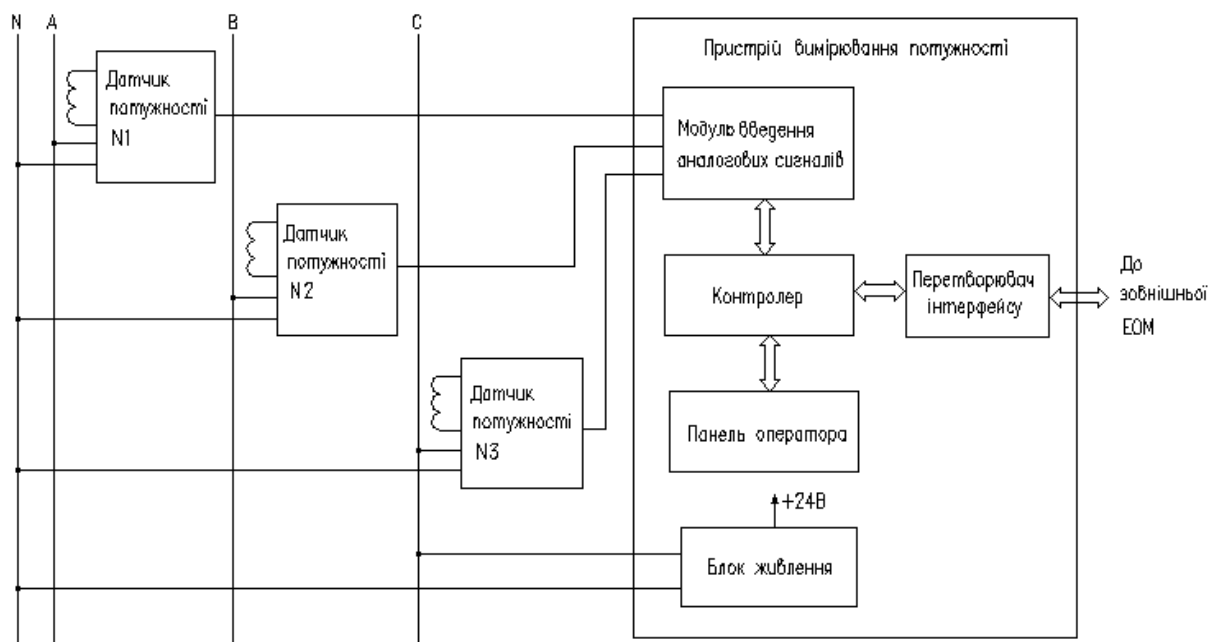 N
A
B
C
Пристрій вимірювання потужності
Датчик
потужності
N1
Модуль введення
аналогових сигналів
Датчик
потужності
N2
Контролер
Перетворювач
інтерфейсу
До
зовнішньої
ЕОМ
Датчик
потужності
N3
Панель оператора
+24В
Блок живлення